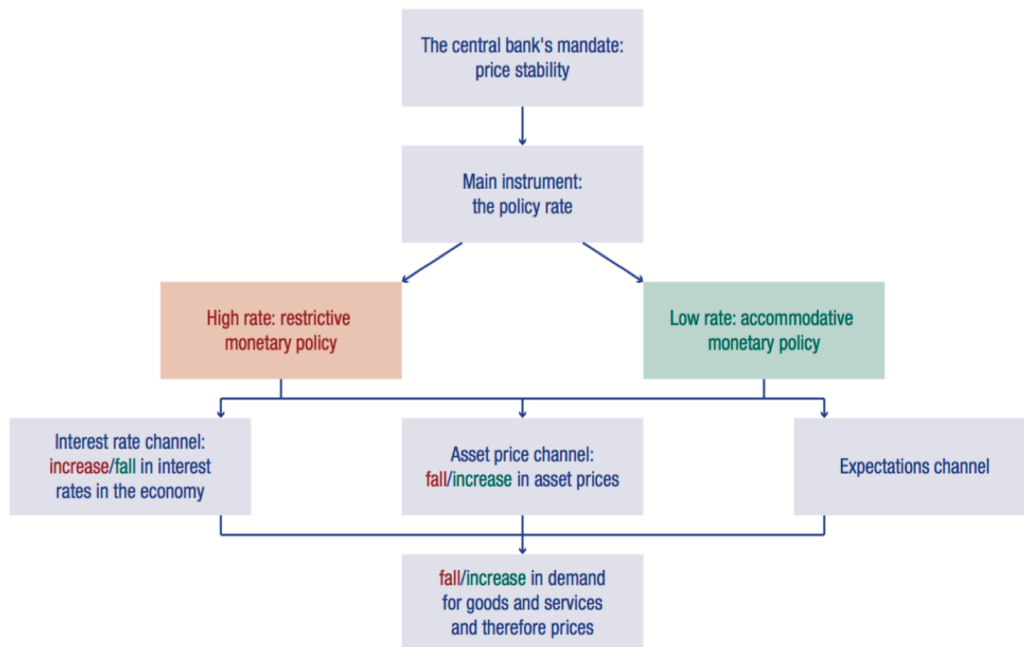 The central bank's mandate:
price stability
Main instrument:
the policy rate
High rate: restrictive
monetary policy
Low rate: accommodative
monetary policy
Interest rate channel:
increase/fall in interest
rates in the economy
Asset price channel:
fall/increase in asset prices
Expectations channel
fall/increase in demand
for goods and services
and therefore prices